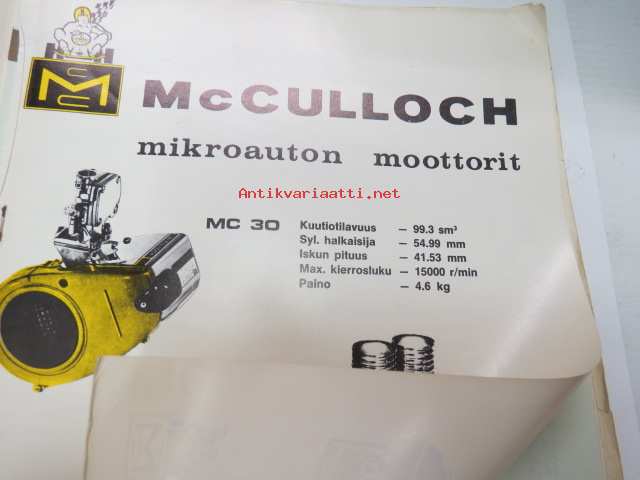 McCULLOCH
mikroauton moottorit
Antikvariaatti.net
MC 30
Kuutiotilavuus – 99.3 sm³
Syl. halkaisija – 54.99 mm
Iskun pituus – 41.53 mm
Max. kierrosluku – 15000 r/min
Paino – 4.6 kg